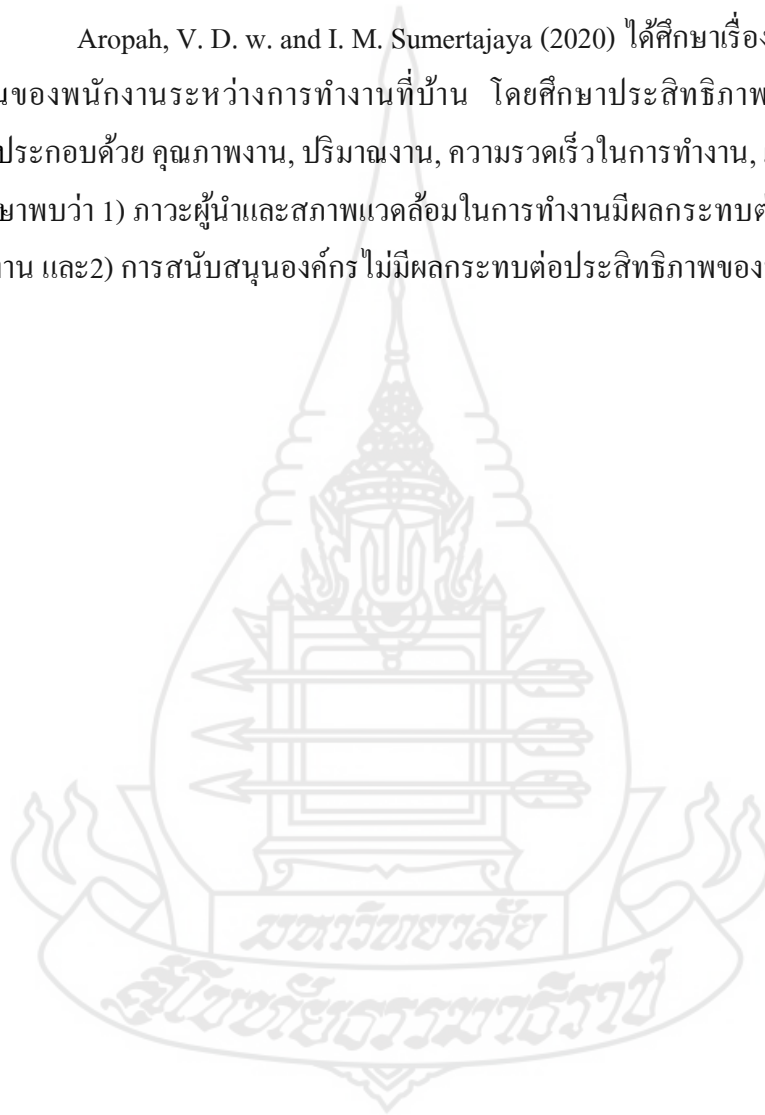 Aropah, V. D. w. and I. M. Sumertajaya (2020) ได้ศึกษาเรื่อง
ของพนักงานระหว่างการทำงานที่บ้าน โดยศึกษาประสิทธิภาพ
ประกอบด้วย คุณภาพงาน, ปริมาณงาน, ความรวดเร็วในการทำงาน,
พบว่า 1) ภาวะผู้นำและสภาพแวดล้อมในการทำงานมีผลกระทบต่
และ2) การสนับสนุนองค์กรไม่มีผลกระทบต่อประสิทธิภาพของ
มหาวิทยาลัย
สุโขทัยธรรมาธิราช